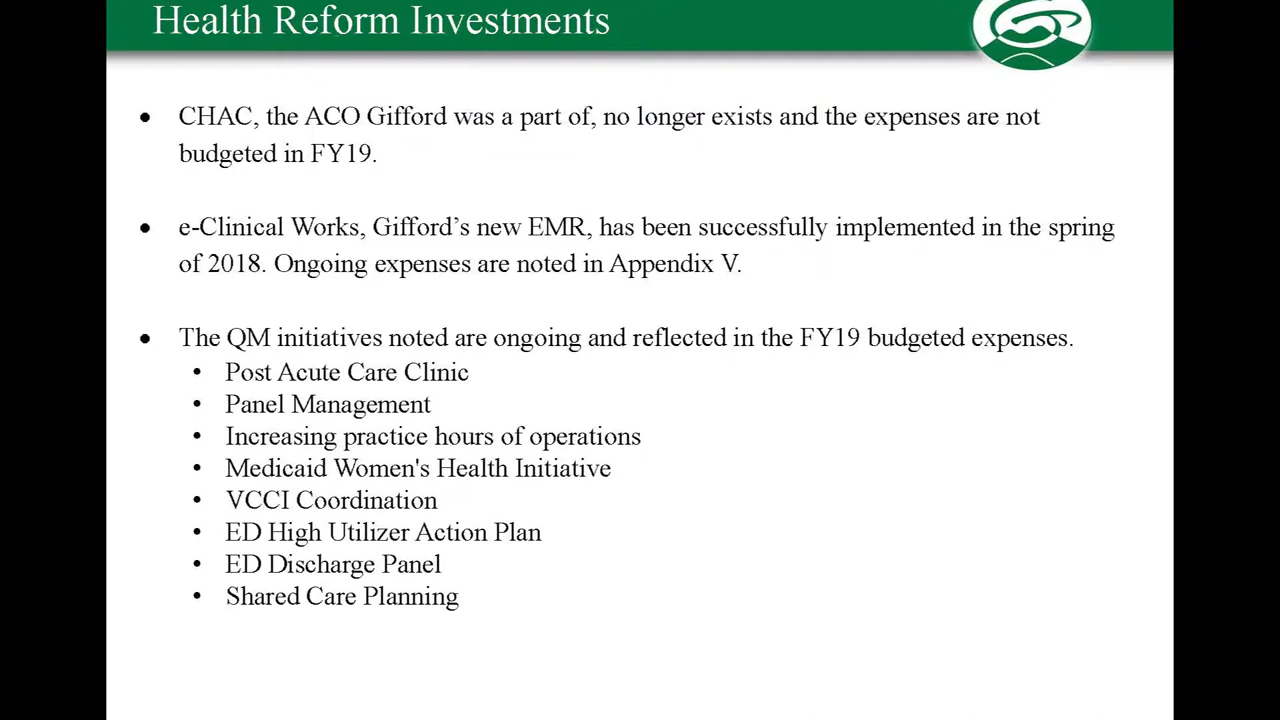 Health Reform Investments
• CHAC, the ACO Gifford was a part of, no longer exists and the expenses are not
budgeted in FY19.
• e-Clinical Works, Gifford’s new EMR, has been successfully implemented in the spring
of 2018. Ongoing expenses are noted in Appendix V.
• The QM initiatives noted are ongoing and reflected in the FY19 budgeted expenses.
• Post Acute Care Clinic
• Panel Management
• Increasing practice hours of operations
• Medicaid Women's Health Initiative
• VCCI Coordination
• ED High Utilizer Action Plan
• ED Discharge Panel
• Shared Care Planning